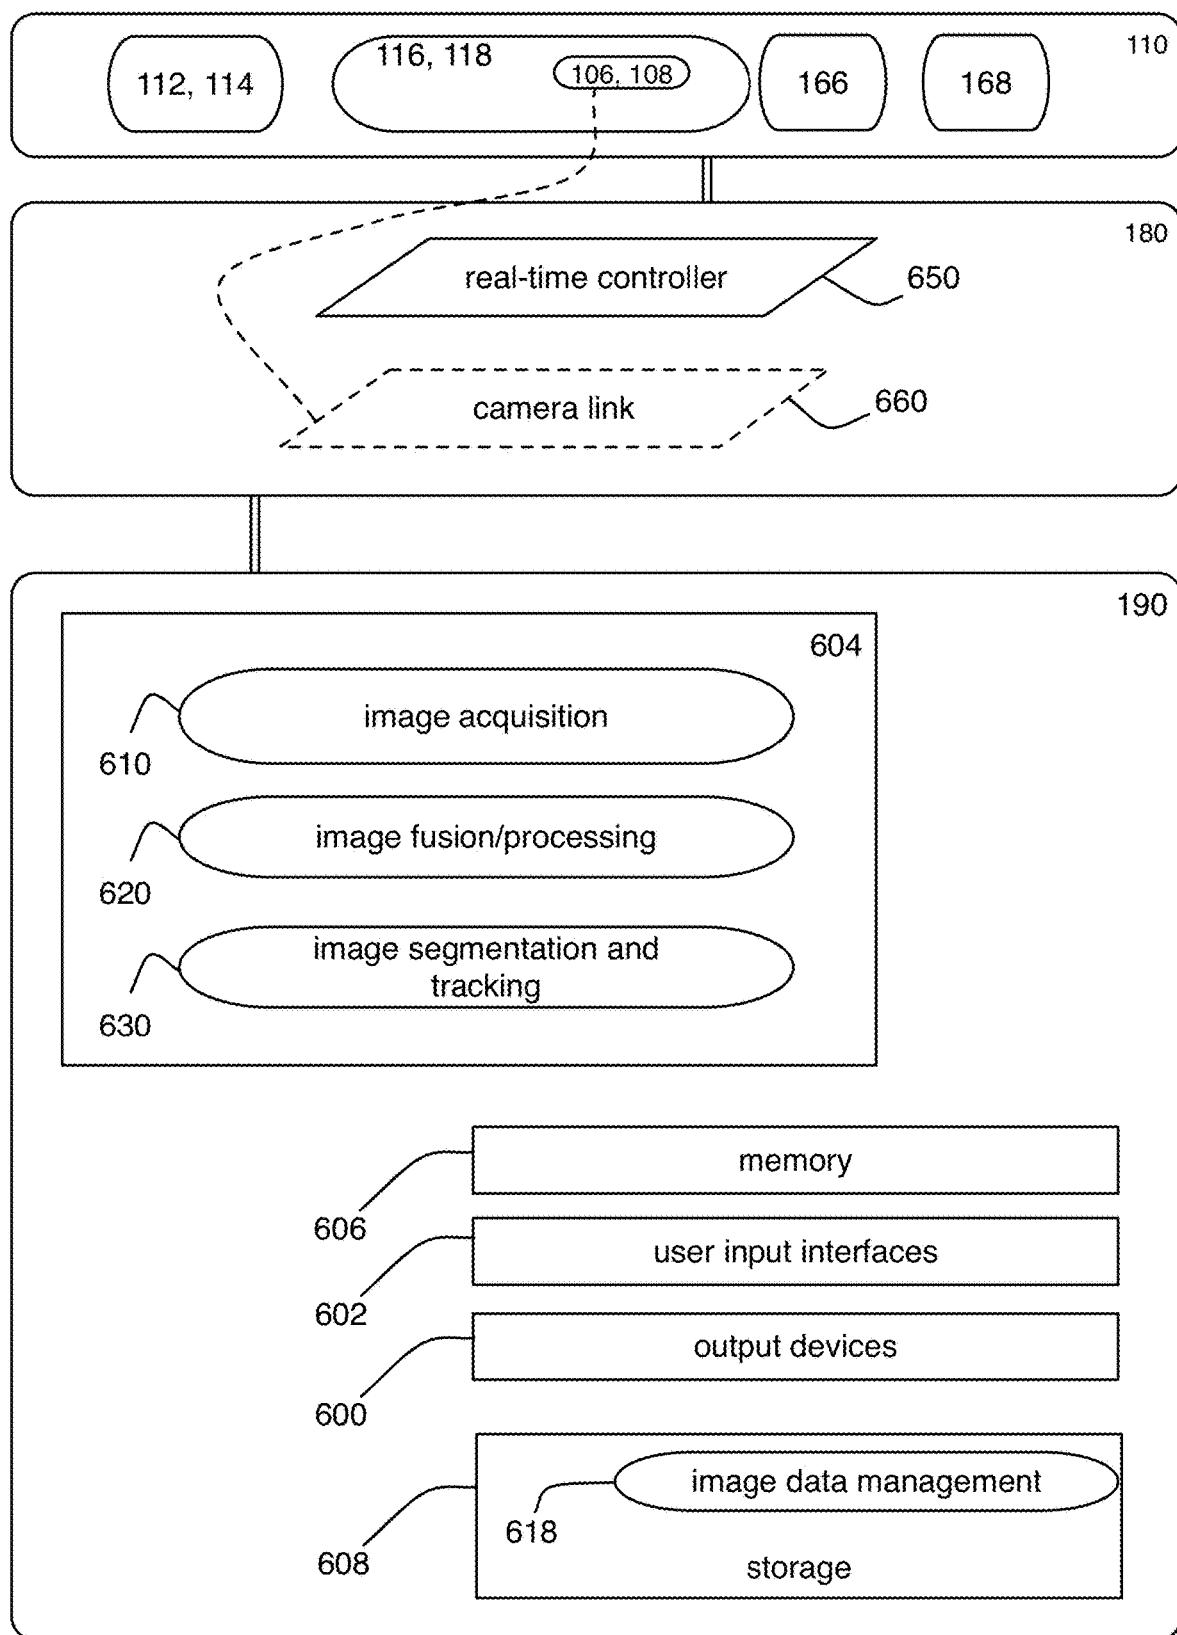 110
112, 114
116, 118
106, 108
166
168
180
real-time controller
650
camera link
660
190
604
image acquisition
610
image fusion/processing
620
image segmentation and
tracking
630
memory
606
user input interfaces
602
output devices
600
image data management
618
608
storage